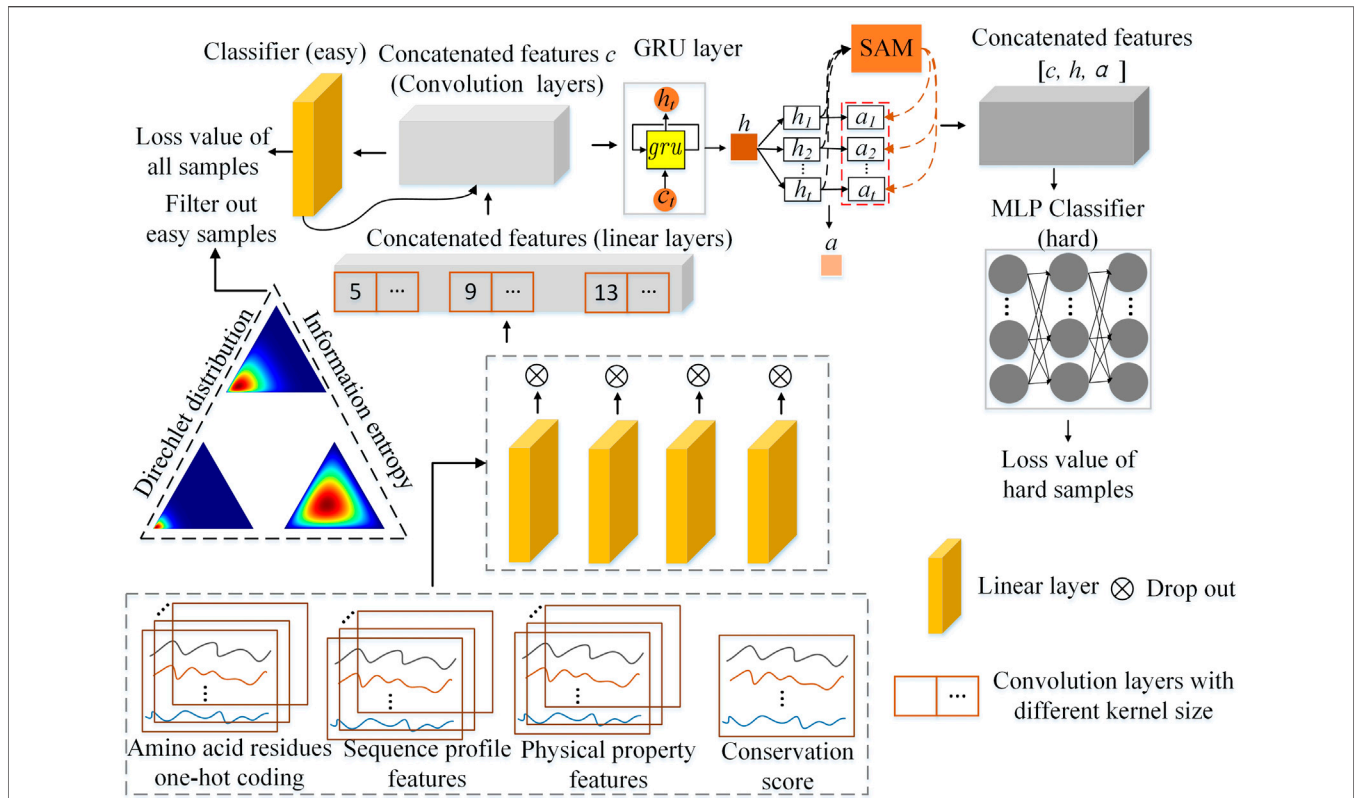 Classifier (easy)
Concatenated features c
(Convolution layers)
GRU layer
SAM
Concatenated features
[c, h, a ]
Loss value of
all samples
Filter out
easy samples
h_t
gru
c_t
h
h_1
h_2
⋮
h_t
a_1
a_2
⋮
a_t
a
MLP Classifier
(hard)
Concatenated features (linear layers)
5 ...
9 ...
13 ...
Direchlet distribution
Information entropy
Loss value of
hard samples
Linear layer
Drop out
...
Convolution layers with
different kernel size
Amino acid residues
one-hot coding
Sequence profile
features
Physical property
features
Conservation
score